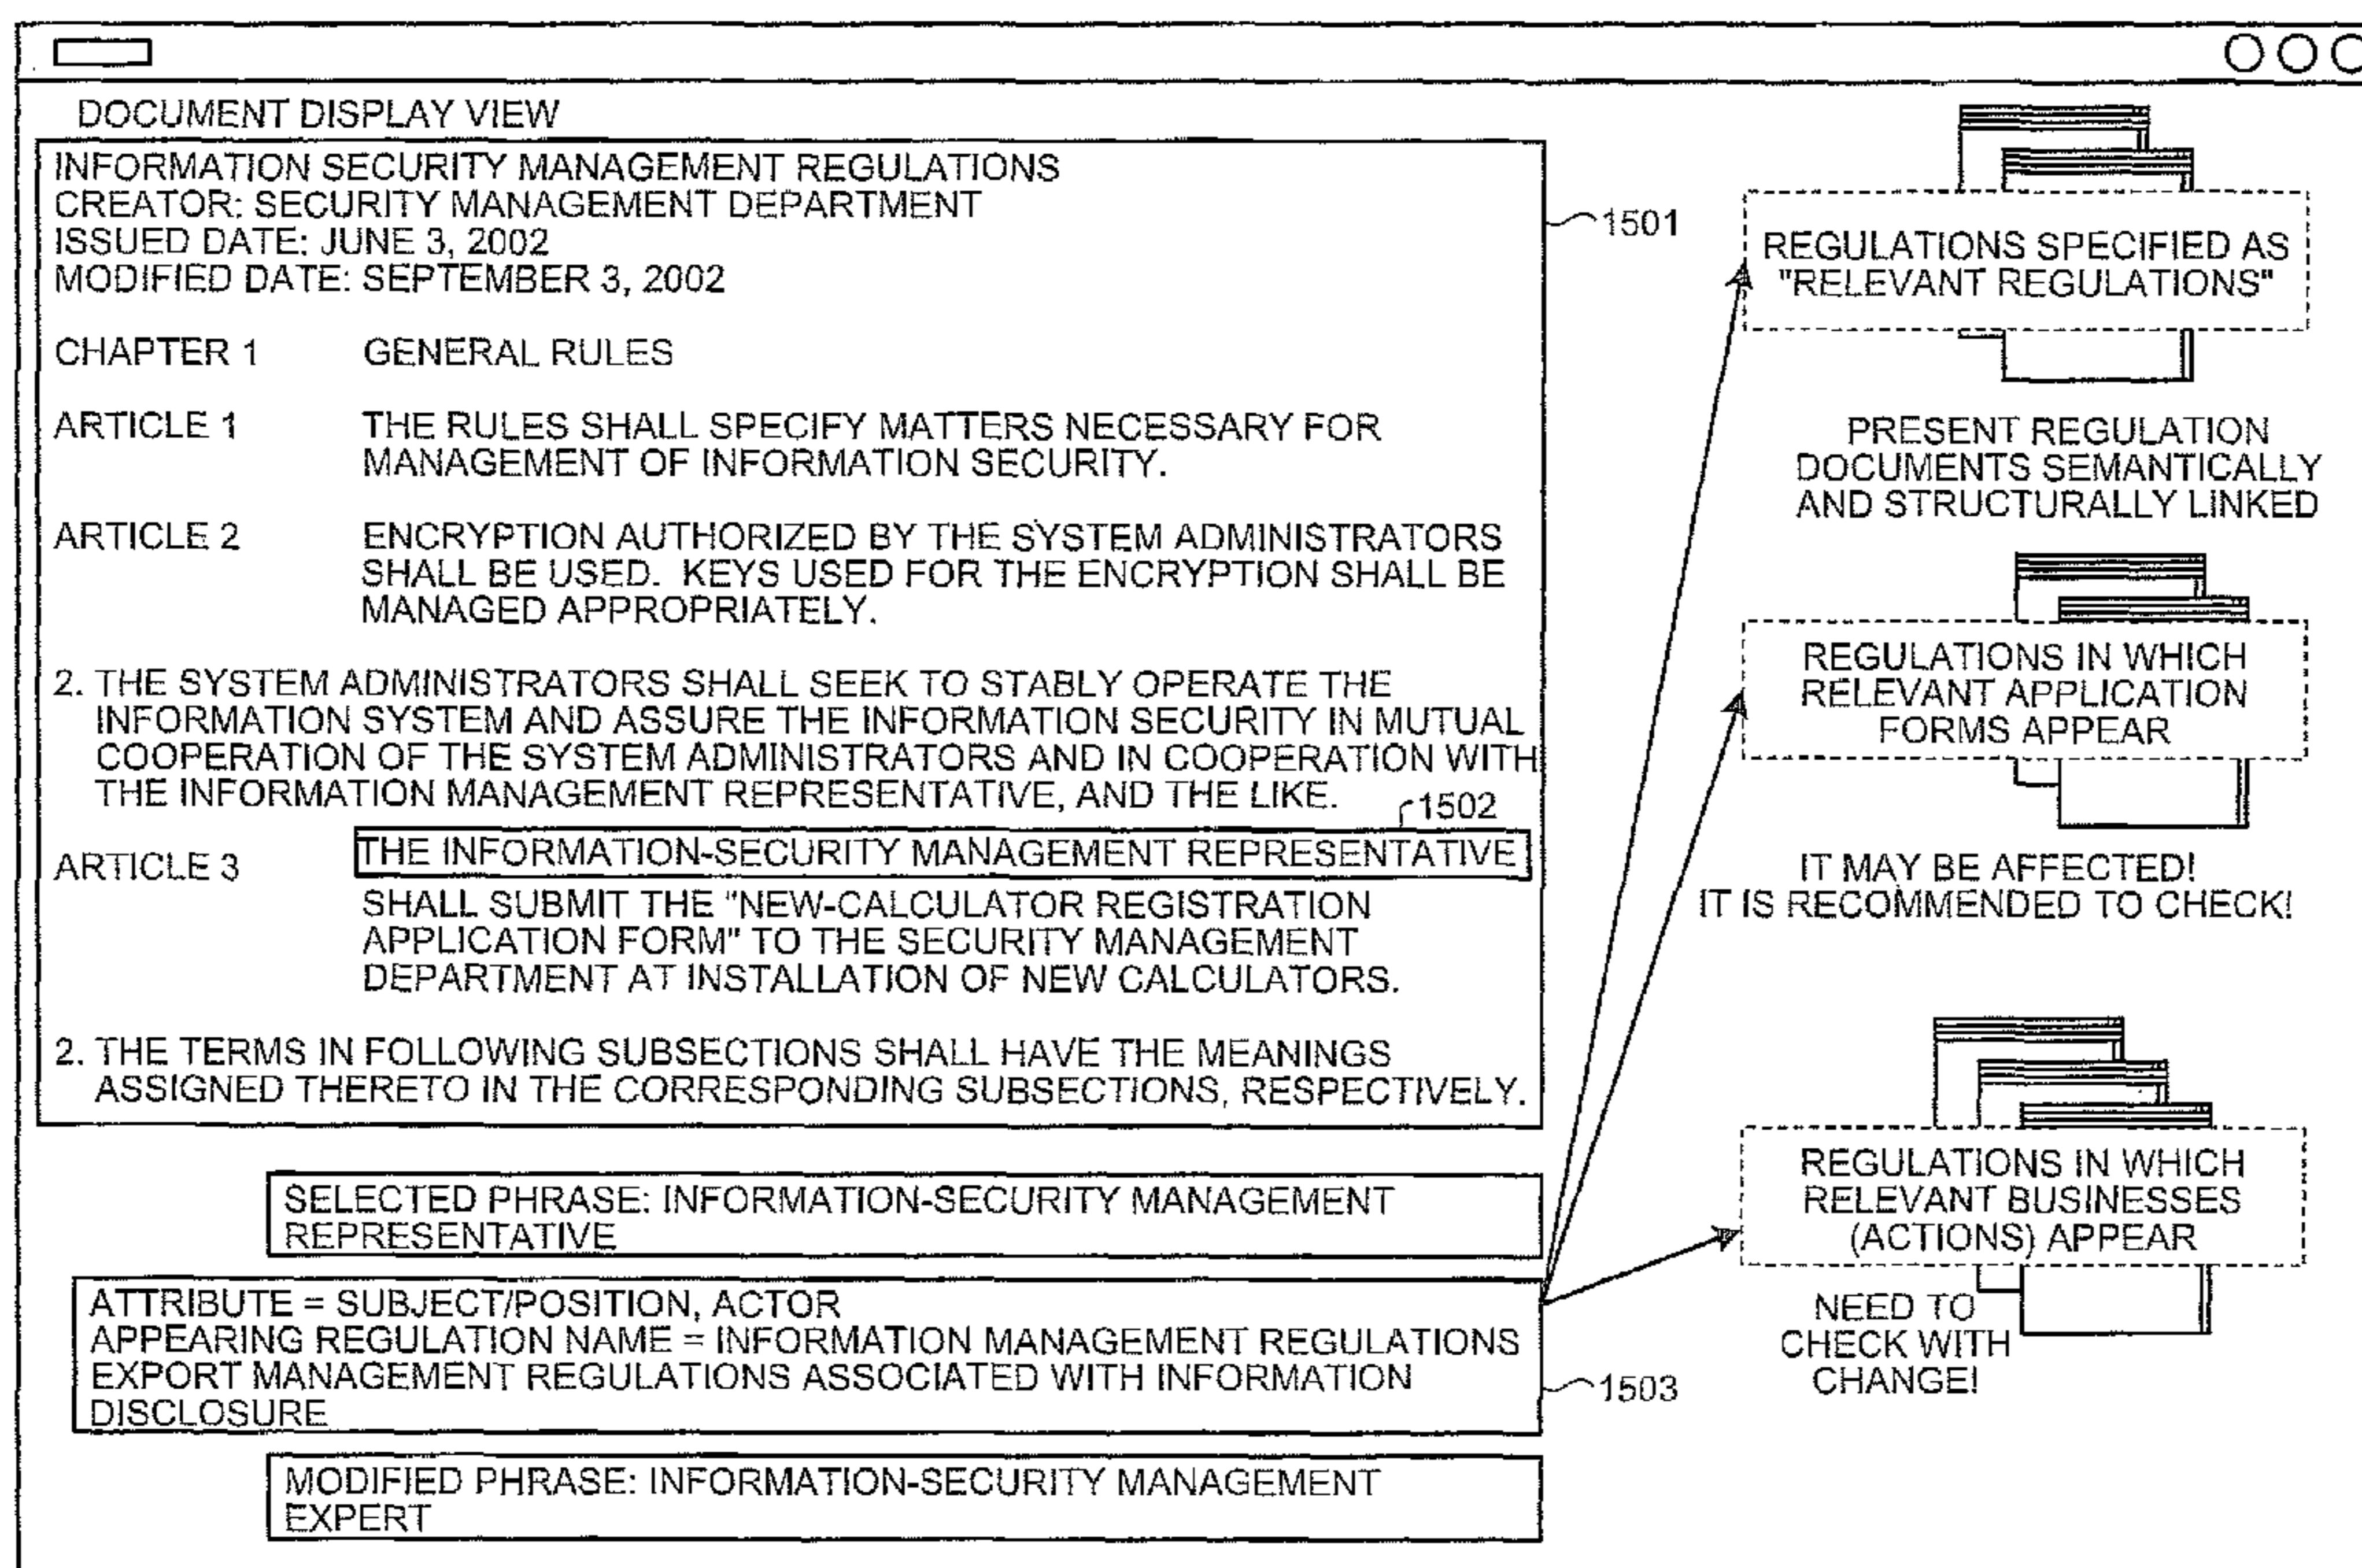 DOCUMENT DISPLAY VIEW
INFORMATION SECURITY MANAGEMENT REGULATIONS
CREATOR: SECURITY MANAGEMENT DEPARTMENT
ISSUED DATE: JUNE 3, 2002
MODIFIED DATE: SEPTEMBER 3, 2002
1501
CHAPTER 1 GENERAL RULES
ARTICLE 1 THE RULES SHALL SPECIFY MATTERS NECESSARY FOR
MANAGEMENT OF INFORMATION SECURITY.
ARTICLE 2 ENCRYPTION AUTHORIZED BY THE SYSTEM ADMINISTRATORS
SHALL BE USED. KEYS USED FOR THE ENCRYPTION SHALL BE
MANAGED APPROPRIATELY.
2. THE SYSTEM ADMINISTRATORS SHALL SEEK TO STABLY OPERATE THE
INFORMATION SYSTEM AND ASSURE THE INFORMATION SECURITY IN MUTUAL
COOPERATION OF THE SYSTEM ADMINISTRATORS AND IN COOPERATION WITH
THE INFORMATION MANAGEMENT REPRESENTATIVE, AND THE LIKE.
1502
ARTICLE 3 THE INFORMATION-SECURITY MANAGEMENT REPRESENTATIVE
SHALL SUBMIT THE "NEW-CALCULATOR REGISTRATION
APPLICATION FORM" TO THE SECURITY MANAGEMENT
DEPARTMENT AT INSTALLATION OF NEW CALCULATORS.
2. THE TERMS IN FOLLOWING SUBSECTIONS SHALL HAVE THE MEANINGS
ASSIGNED THERETO IN THE CORRESPONDING SUBSECTIONS, RESPECTIVELY.
SELECTED PHRASE: INFORMATION-SECURITY MANAGEMENT
REPRESENTATIVE
ATTRIBUTE = SUBJECT/POSITION, ACTOR
APPEARING REGULATION NAME = INFORMATION MANAGEMENT REGULATIONS
EXPORT MANAGEMENT REGULATIONS ASSOCIATED WITH INFORMATION
DISCLOSURE
1503
MODIFIED PHRASE: INFORMATION-SECURITY MANAGEMENT
EXPERT
REGULATIONS SPECIFIED AS
"RELEVANT REGULATIONS"
PRESENT REGULATION
DOCUMENTS SEMANTICALLY
AND STRUCTURALLY LINKED
REGULATIONS IN WHICH
RELEVANT APPLICATION
FORMS APPEAR
IT MAY BE AFFECTED!
IT IS RECOMMENDED TO CHECK!
REGULATIONS IN WHICH
RELEVANT BUSINESSES
(ACTIONS) APPEAR
NEED TO
CHECK WITH
CHANGE!